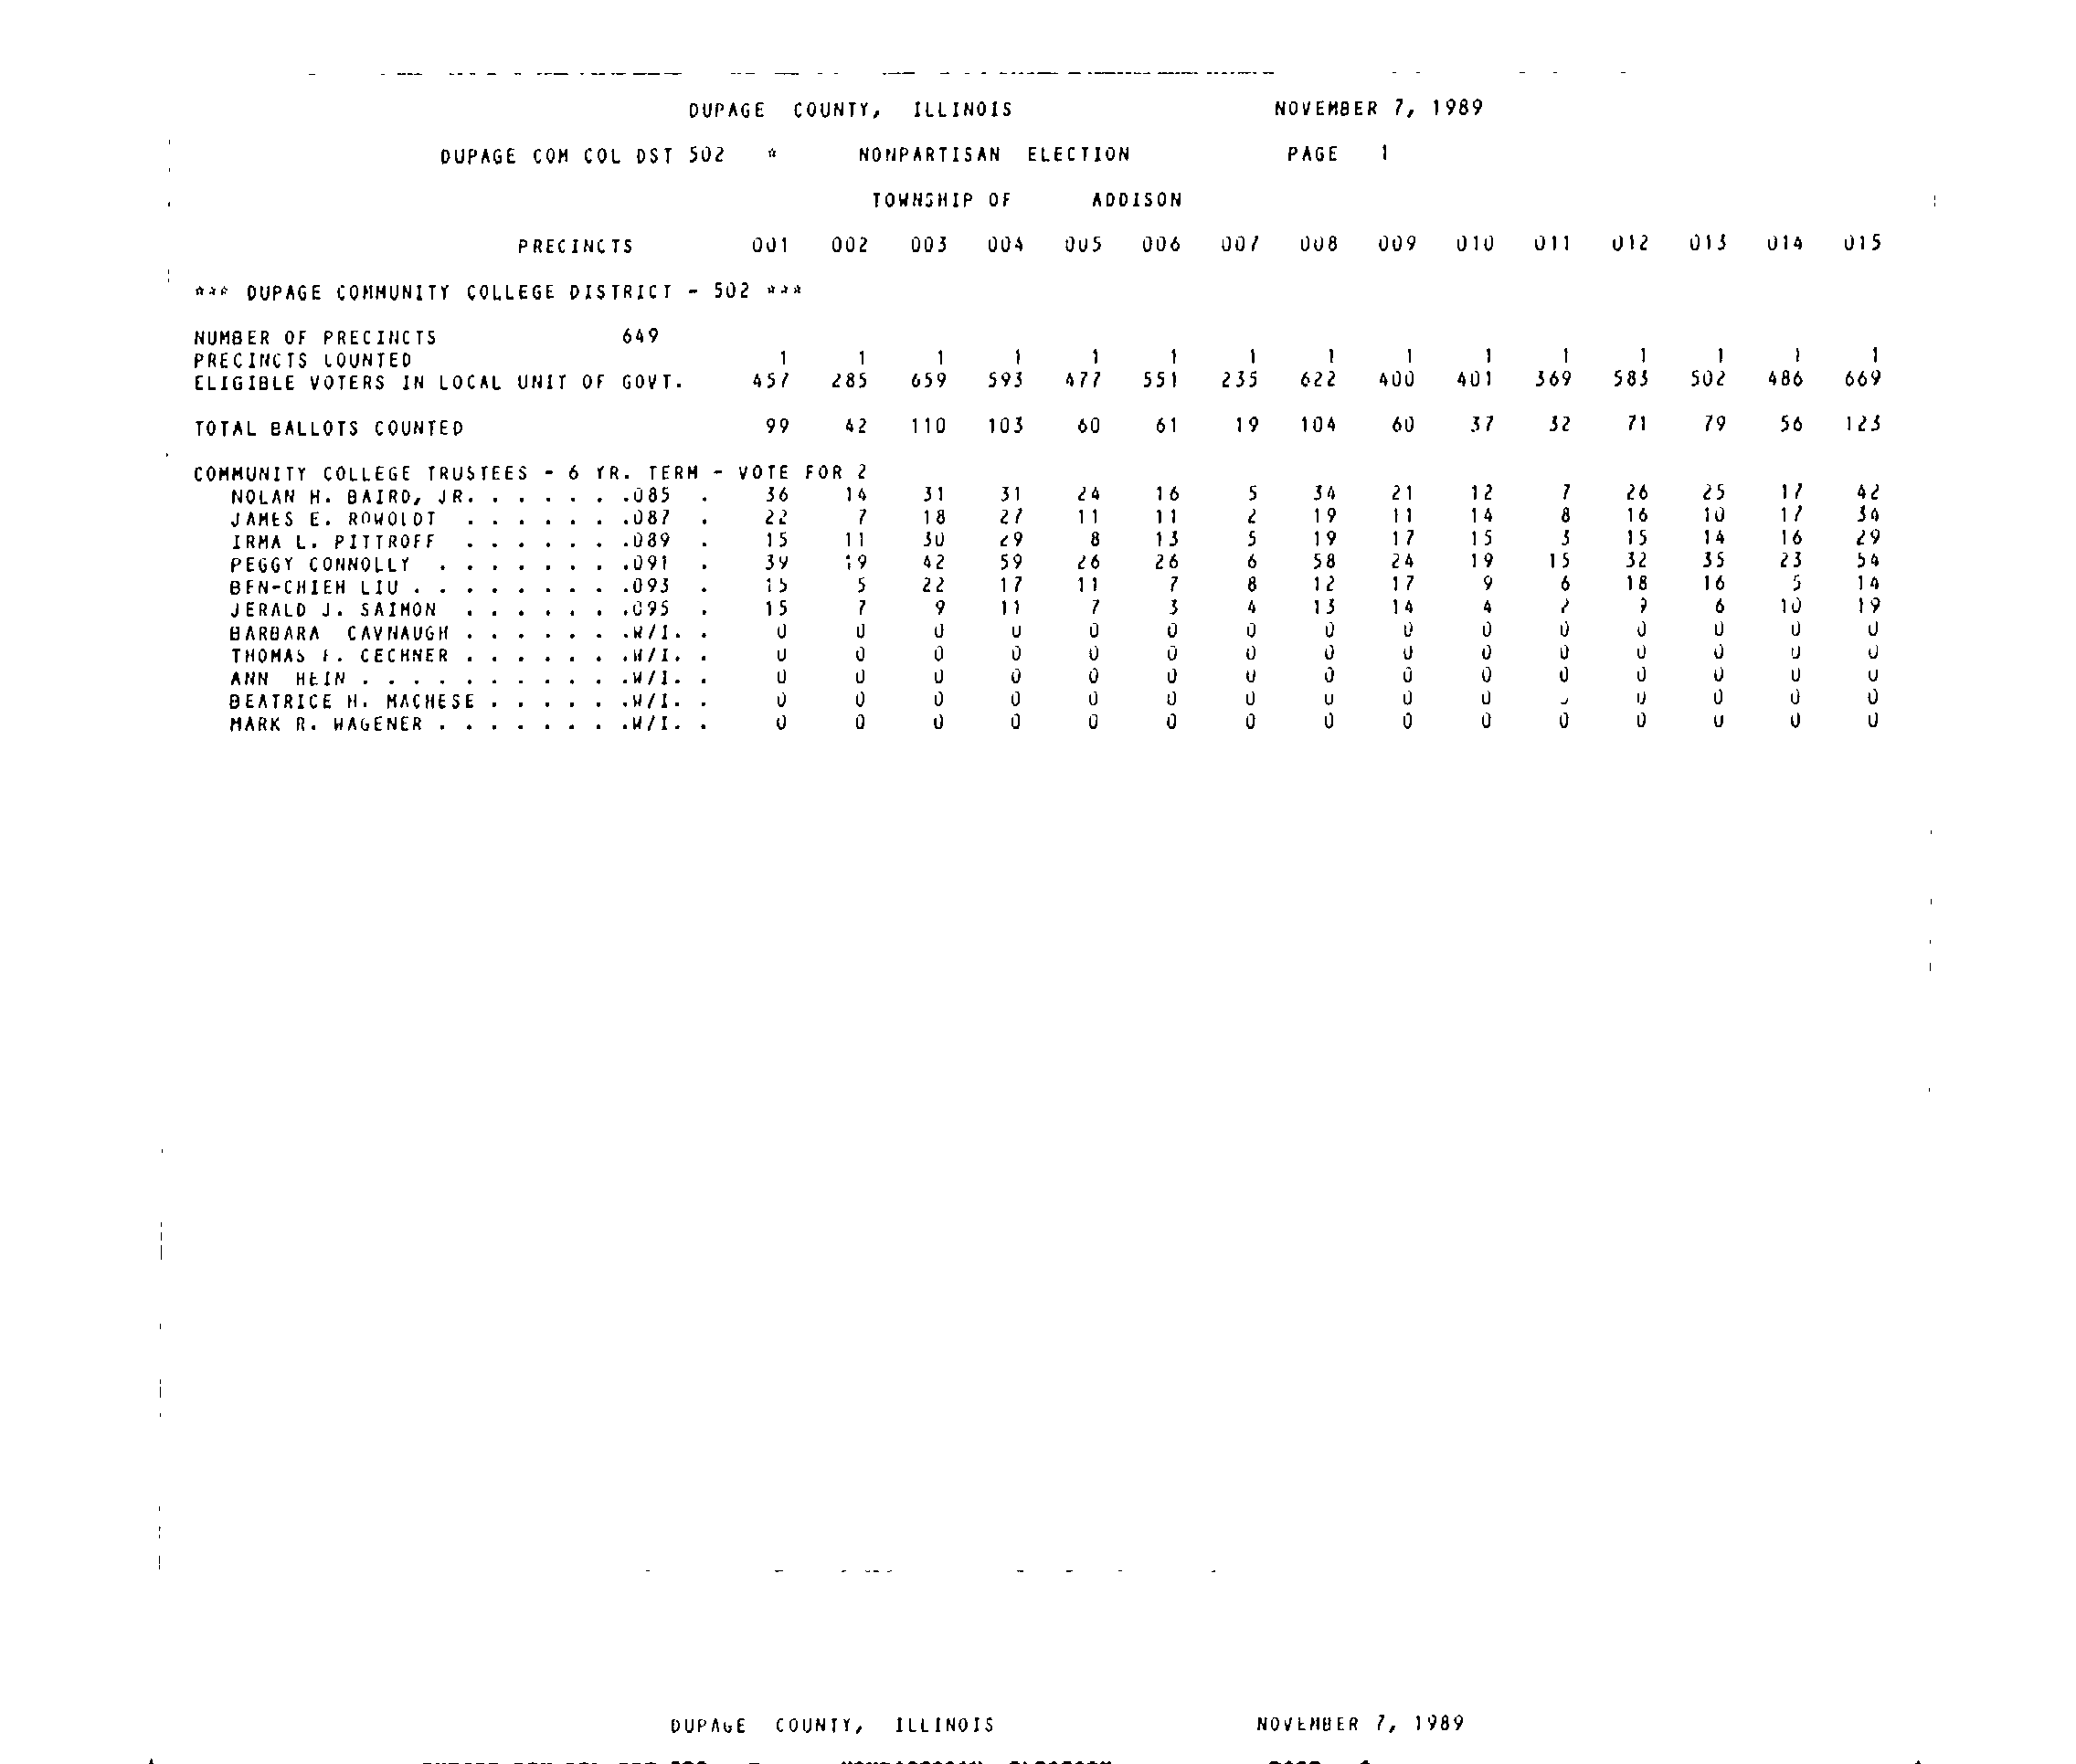 DUPAGE COUNTY, ILLINOIS NOVEMBER 7, 1989
DUPAGE COM COL DST 502 * NONPARTISAN ELECTION PAGE 1
TOWNSHIP OF ADDISON
PRECINCTS 001 002 003 004 005 006 007 008 009 010 011 012 013 014 015
*** DUPAGE COMMUNITY COLLEGE DISTRICT - 502 ***
NUMBER OF PRECINCTS 649
PRECINCTS COUNTED 1 1 1 1 1 1 1 1 1 1 1 1 1 1 1
ELIGIBLE VOTERS IN LOCAL UNIT OF GOVT. 457 285 659 593 477 551 235 622 400 401 369 583 502 486 669
TOTAL BALLOTS COUNTED 99 42 110 103 60 61 19 104 60 37 32 71 79 56 123
COMMUNITY COLLEGE TRUSTEES - 6 YR. TERM - VOTE FOR 2
NOLAN H. BAIRD, JR. . . . . . .085 . 36 14 31 31 24 16 5 34 21 12 7 26 25 17 42
JAMES E. ROWOLDT . . . . . . .087 . 22 7 18 27 11 11 2 19 11 14 8 16 10 17 34
IRMA L. PITTROFF . . . . . . .089 . 15 11 30 29 8 13 5 19 17 15 3 15 14 16 29
PEGGY CONNOLLY . . . . . . . .091 . 39 19 42 59 26 26 6 58 24 19 15 32 35 23 54
BEN-CHIEH LIU . . . . . . . . .093 . 15 5 22 17 11 7 8 12 17 9 6 18 16 5 14
JERALD J. SAIMON . . . . . . .095 . 15 7 9 11 7 3 4 13 14 4 2 9 6 10 19
BARBARA CAVNAUGH . . . . . . .W/I. . 0 0 0 0 0 0 0 0 0 0 0 0 0 0 0
THOMAS F. CECHNER . . . . . . .W/I. . 0 0 0 0 0 0 0 0 0 0 0 0 0 0 0
ANN HEIN . . . . . . . . . . .W/I. . 0 0 0 0 0 0 0 0 0 0 0 0 0 0 0
BEATRICE H. MACHESE . . . . . .W/I. . 0 0 0 0 0 0 0 0 0 0 0 0 0 0
MARK R. WAGENER . . . . . . . .W/I. . 0 0 0 0 0 0 0 0 0 0 0 0 0 0 0
DUPAGE COUNTY, ILLINOIS NOVEMBER 7, 1989